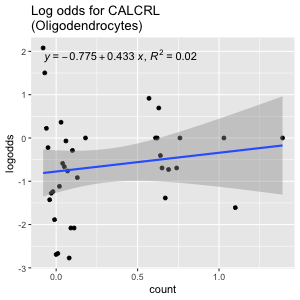 Log odds for CALCRL
(Oligodendrocytes)
y = −0.775 + 0.433 x, R² = 0.02
2
1
0
-1
-2
-3
logodds
0.0 0.5 1.0
count